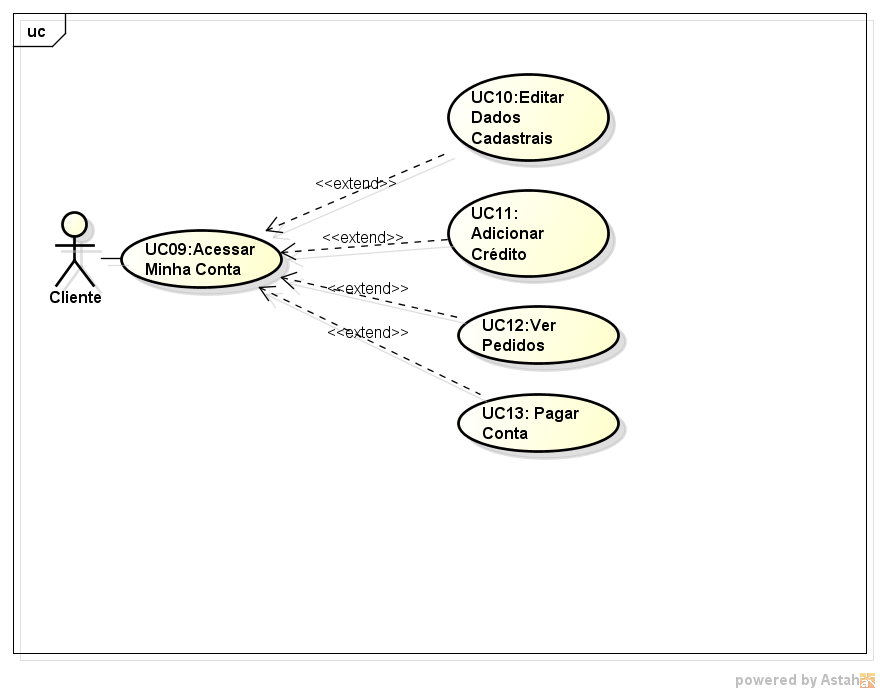 uc
UC10:Editar
Dados
Cadastrais
<<extend>>
UC11:
Adicionar
Crédito
<<extend>>
UC09:Acessar
Minha Conta
Cliente
<<extend>>
UC12:Ver
Pedidos
<<extend>>
UC13: Pagar
Conta
powered by Astah